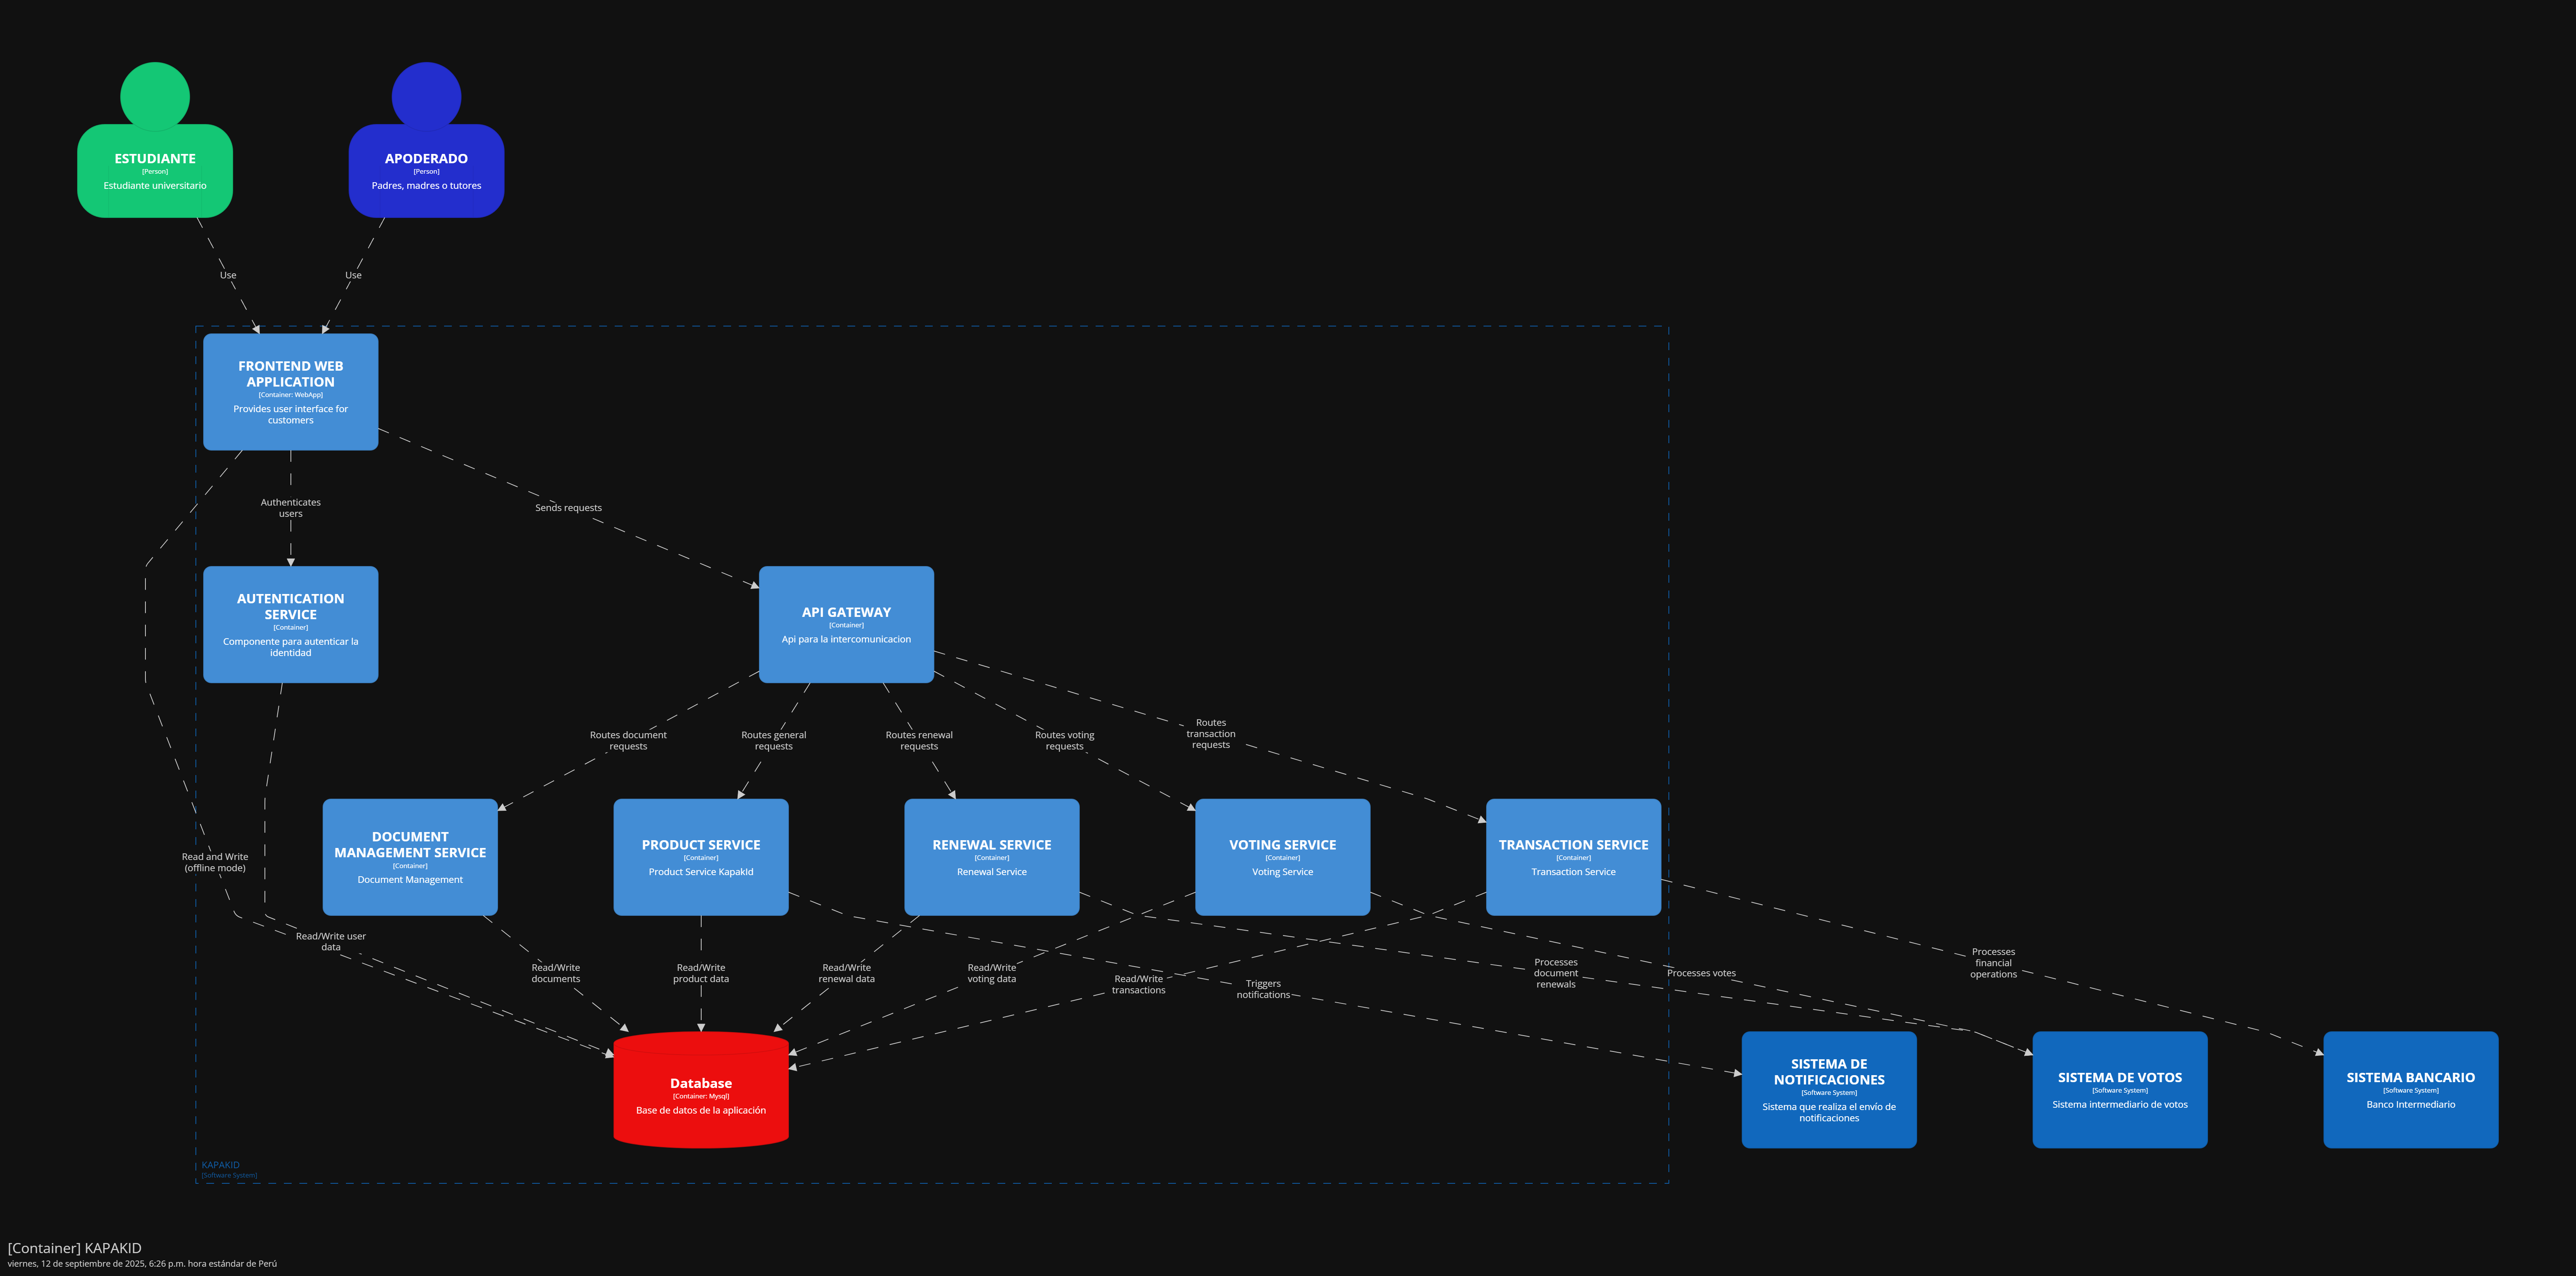 ESTUDIANTE
[Person]
Estudiante universitario
APODERADO
[Person]
Padres, madres o tutores
Use
Use
FRONTEND WEB
APPLICATION
[Container: WebApp]
Provides user interface for
customers
Authenticates
users
Sends requests
AUTENTICATION
SERVICE
[Container]
Componente para autenticar la
identidad
API GATEWAY
[Container]
Api para la intercomunicacion
Routes document
requests
Routes general
requests
Routes renewal
requests
Routes voting
requests
Routes
transaction
requests
Read and Write
(offline mode)
DOCUMENT
MANAGEMENT SERVICE
[Container]
Document Management
PRODUCT SERVICE
[Container]
Product Service KapakId
RENEWAL SERVICE
[Container]
Renewal Service
VOTING SERVICE
[Container]
Voting Service
TRANSACTION SERVICE
[Container]
Transaction Service
Read/Write user
data
Read/Write
documents
Read/Write
product data
Read/Write
renewal data
Read/Write
voting data
Read/Write
transactions
Triggers
notifications
Processes
document
renewals
Processes votes
Processes
financial
operations
Database
[Container: Mysql]
Base de datos de la aplicación
SISTEMA DE
NOTIFICACIONES
[Software System]
Sistema que realiza el envío de
notificaciones
SISTEMA DE VOTOS
[Software System]
Sistema intermediario de votos
SISTEMA BANCARIO
[Software System]
Banco Intermediario
KAPAKID
[Software System]
[Container] KAPAKID
viernes, 12 de septiembre de 2025, 6:26 p.m. hora estándar de Perú